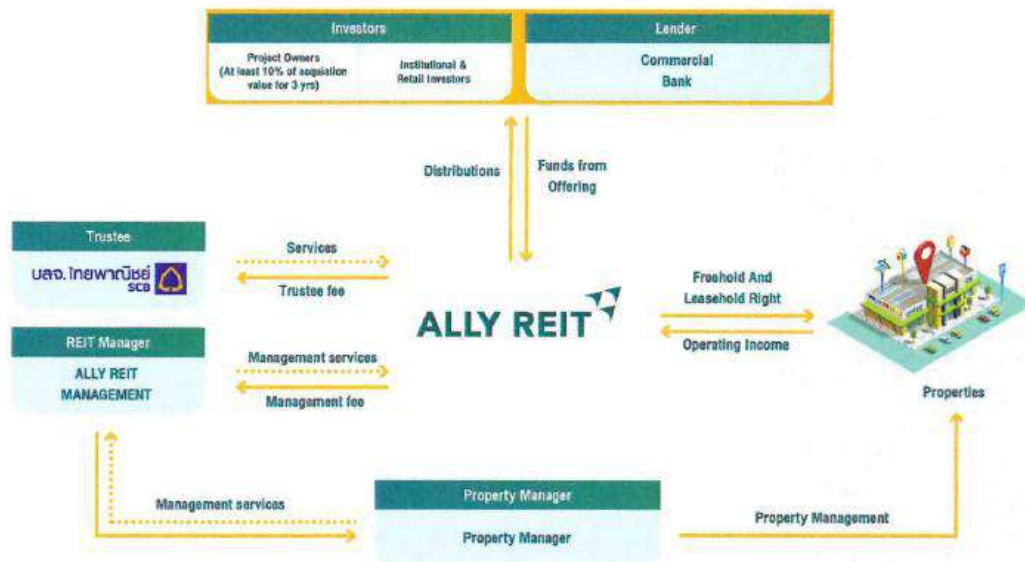 Investors
Lender
Project Owners
(At least 10% of acquistion
value for 3 yrs)
Institutional &
Retail Investors
Commercial
Bank
Distributions
Funds from
Offering
Trustee
บลจ. ไทยพาณิชย์
SCB
Services
Trustee fee
ALLY REIT
Freehold And
Leasehold Right
Operating Income
Properties
REIT Manager
ALLY REIT
MANAGEMENT
Management services
Management fee
Management services
Property Manager
Property Manager
Property Management